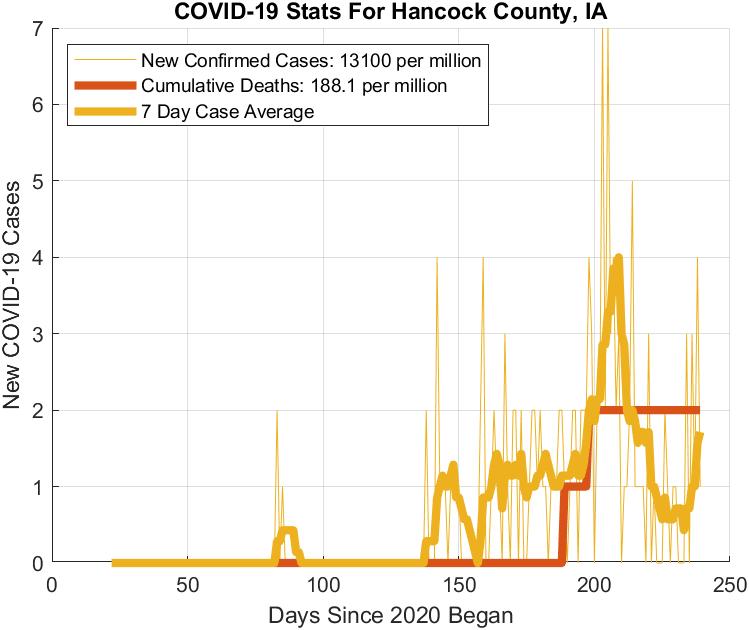 COVID-19 Stats For Hancock County, IA
New Confirmed Cases: 13100 per million
Cumulative Deaths: 188.1 per million
7 Day Case Average
New COVID-19 Cases
7
6
5
4
3
2
1
0
0 50 100 150 200 250
Days Since 2020 Began